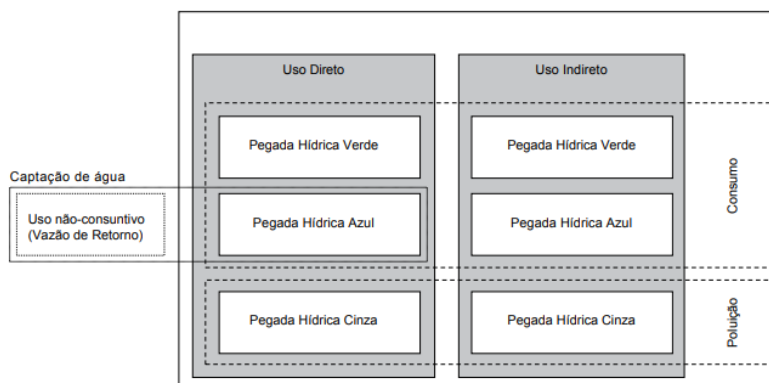 Uso Direto
Uso Indireto
Pegada Hídrica Verde
Pegada Hídrica Verde
Consumo
Captação de água
Uso não-consuntivo
(Vazão de Retorno)
Pegada Hídrica Azul
Pegada Hídrica Azul
Pegada Hídrica Cinza
Pegada Hídrica Cinza
Poluição